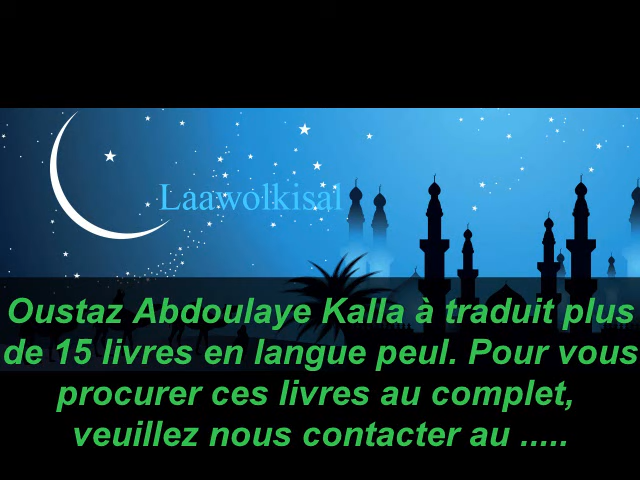 Laawolkisal
Oustaz Abdoulaye Kalla à traduit plus
de 15 livres en langue peul. Pour vous
procurer ces livres au complet,
veuillez nous contacter au .....